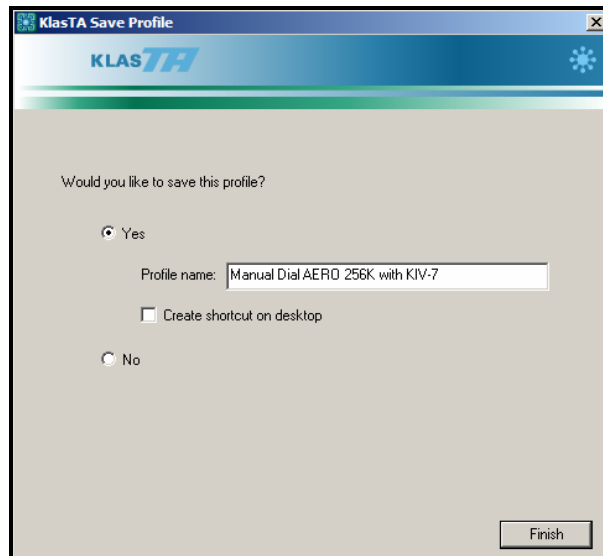 KlasTA Save Profile
KLASTA
Would you like to save this profile?
Yes
Profile name: Manual Dial AERO 256K with KIV-7
Create shortcut on desktop
No
Finish